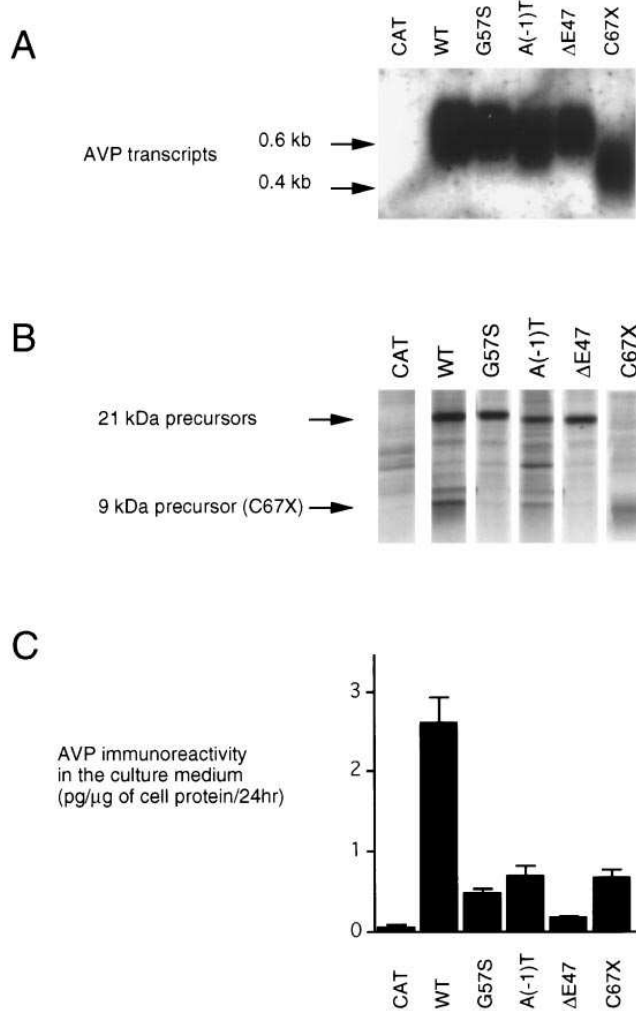 A
CAT WT G57S A(-1)T ΔE47 C67X
AVP transcripts
0.6 kb
0.4 kb
B
CAT WT G57S A(-1)T ΔE47 C67X
21 kDa precursors
9 kDa precursor (C67X)
C
AVP immunoreactivity
in the culture medium
(pg/μg of cell protein/24hr)
3
2
1
0
CAT WT G57S A(-1)T ΔE47 C67X